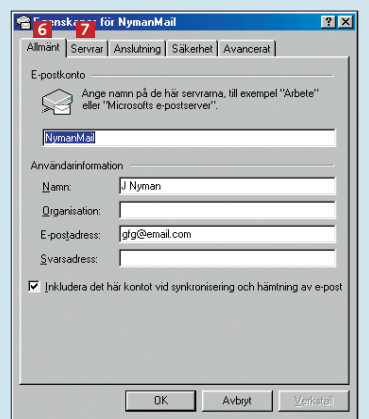 Egenskaper för NymanMail
6 7
Allmänt Servrar Anslutning Säkerhet Avancerat
E-postkonto
Ange namn på de här servrarna, till exempel "Arbete"
eller "Microsofts e-postserver".
NymanMail
Användarinformation
Namn: J Nyman
Organisation:
E-postadress: gfg@email.com
Svarsadress:
Inkludera det här kontot vid synkronisering och hämtning av e-post
OK Avbryt Verkställ